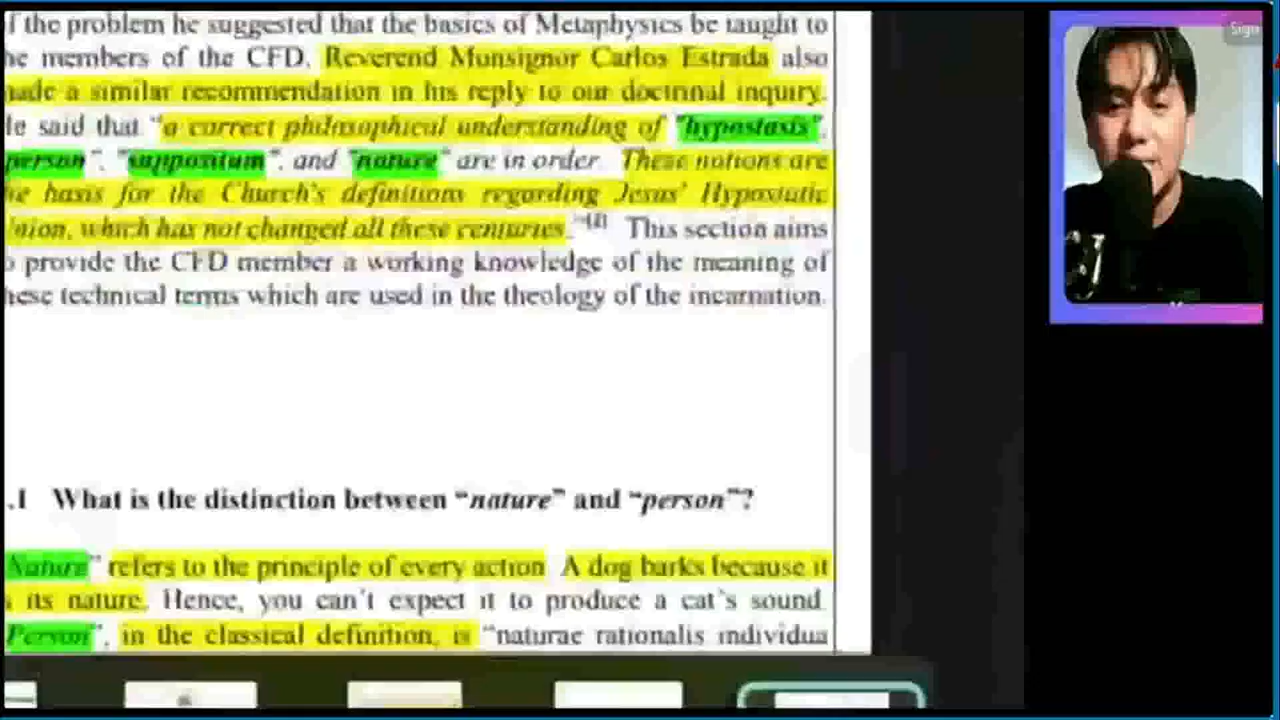 f the problem he suggested that the basics of Metaphysics be taught to
he members of the CFD. Reverend Munsignor Carlos Estrada also
nade a similar recommendation in his reply to our doctrinal inquiry.
He said that "a correct philosophical understanding of "hypostasis",
person", "suppositum", and "nature" are in order. These notions are
he basis for the Church's definitions regarding Jesus' Hypostatic
Union, which has not changed all these centuries."
This section aims
o provide the CFD member a working knowledge of the meaning of
hese technical terms which are used in the theology of the incarnation.
.1 What is the distinction between "nature" and "person"?
Nature" refers to the principle of every action. A dog barks because it
s its nature. Hence, you can't expect it to produce a cat's sound.
Person", in the classical definition, is "naturae rationalis individua
Sign